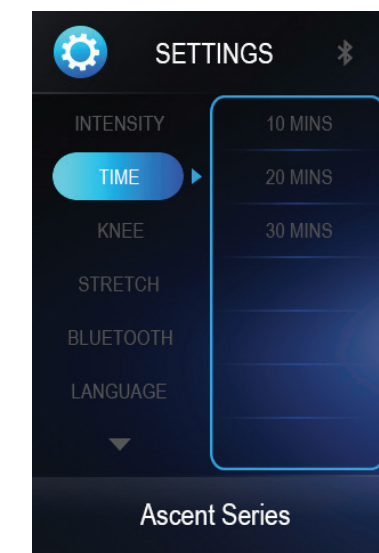 SETTINGS
INTENSITY
TIME
KNEE
STRETCH
BLUETOOTH
LANGUAGE
10 MINS
20 MINS
30 MINS
Ascent Series